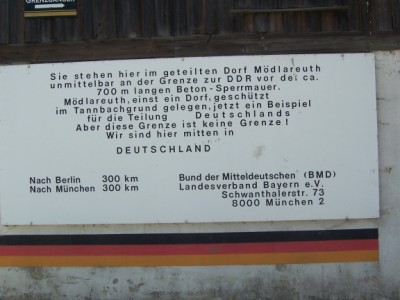 GRENZGÄNGER
Sie stehen hier im geteilten Dorf Mödlareuth
unmittelbar an der Grenze zur DDR vor der ca.
700 m langen Beton-Sperrmauer.
Mödlareuth, einst ein Dorf, geschützt
im Tannbachgrund gelegen, jetzt ein Beispiel
für die Teilung Deutschlands
Aber diese Grenze ist keine Grenze!
Wir sind hier mitten in
DEUTSCHLAND
Nach Berlin 300 km Bund der Mitteldeutschen (BMD)
Nach München 300 km Landesverband Bayern e.V.
Schwanthalerstr. 73
8000 München 2